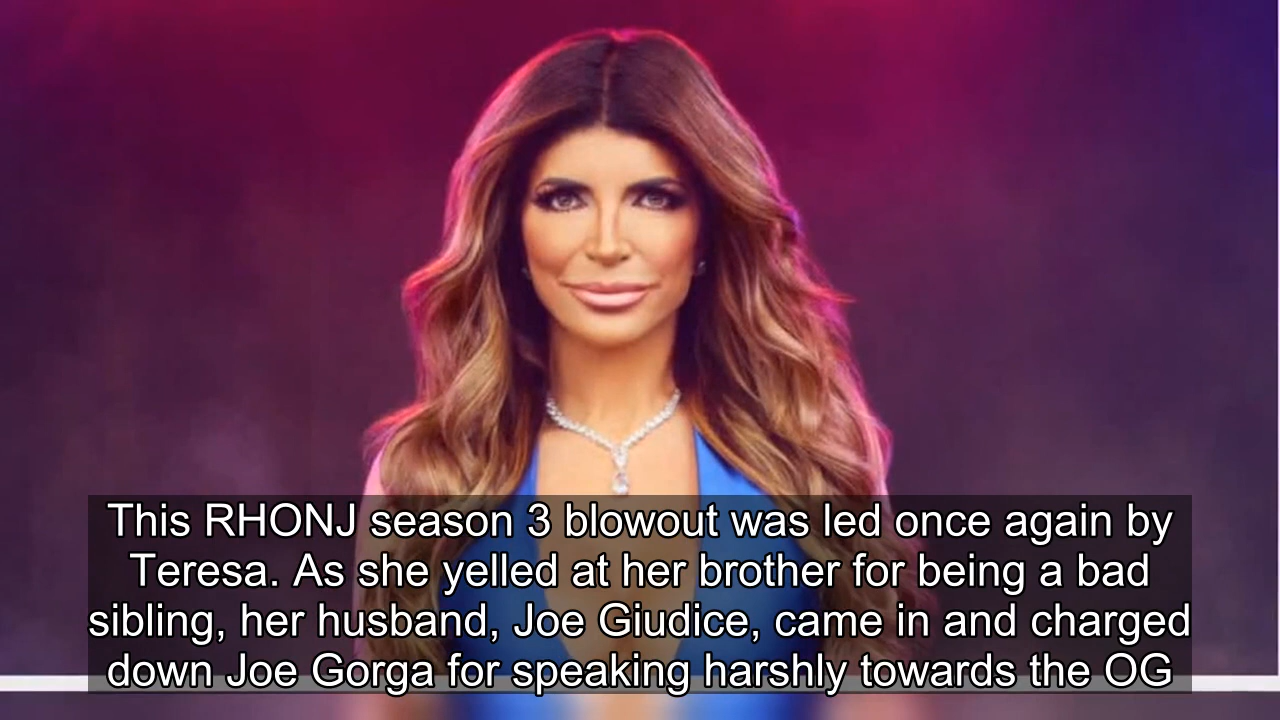 This RHONJ season 3 blowout was led once again by
Teresa. As she yelled at her brother for being a bad
sibling, her husband, Joe Giudice, came in and charged
down Joe Gorga for speaking harshly towards the OG